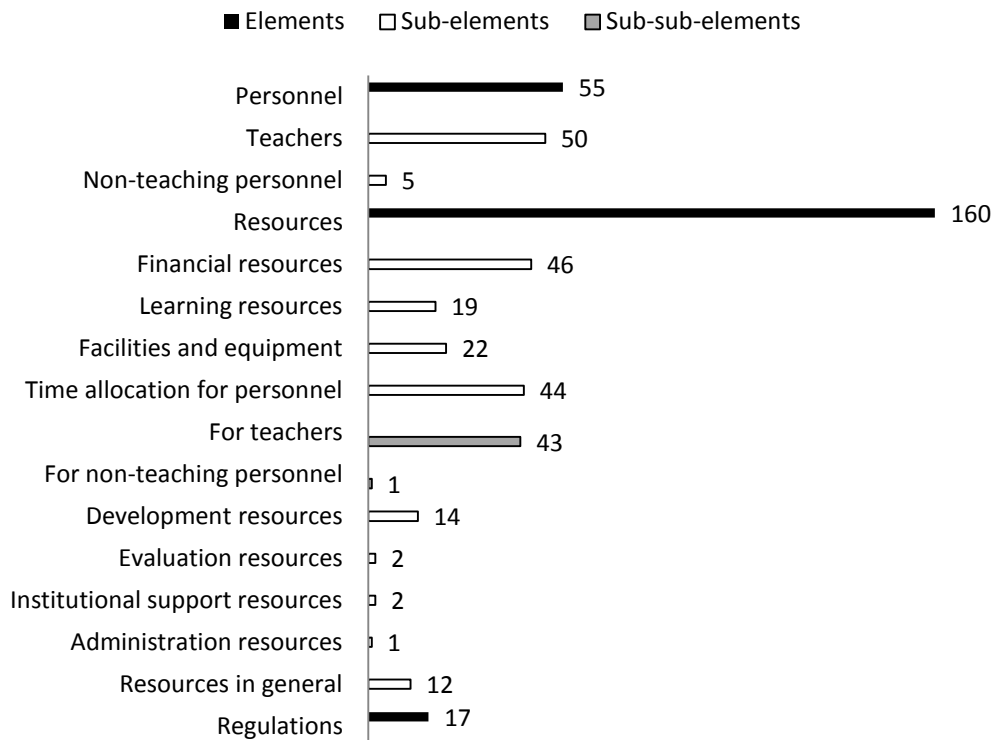 Elements Sub-elements Sub-sub-elements
Personnel 55
Teachers 50
Non-teaching personnel 5
Resources 160
Financial resources 46
Learning resources 19
Facilities and equipment 22
Time allocation for personnel 44
For teachers 43
For non-teaching personnel 1
Development resources 14
Evaluation resources 2
Institutional support resources 2
Administration resources 1
Resources in general 12
Regulations 17